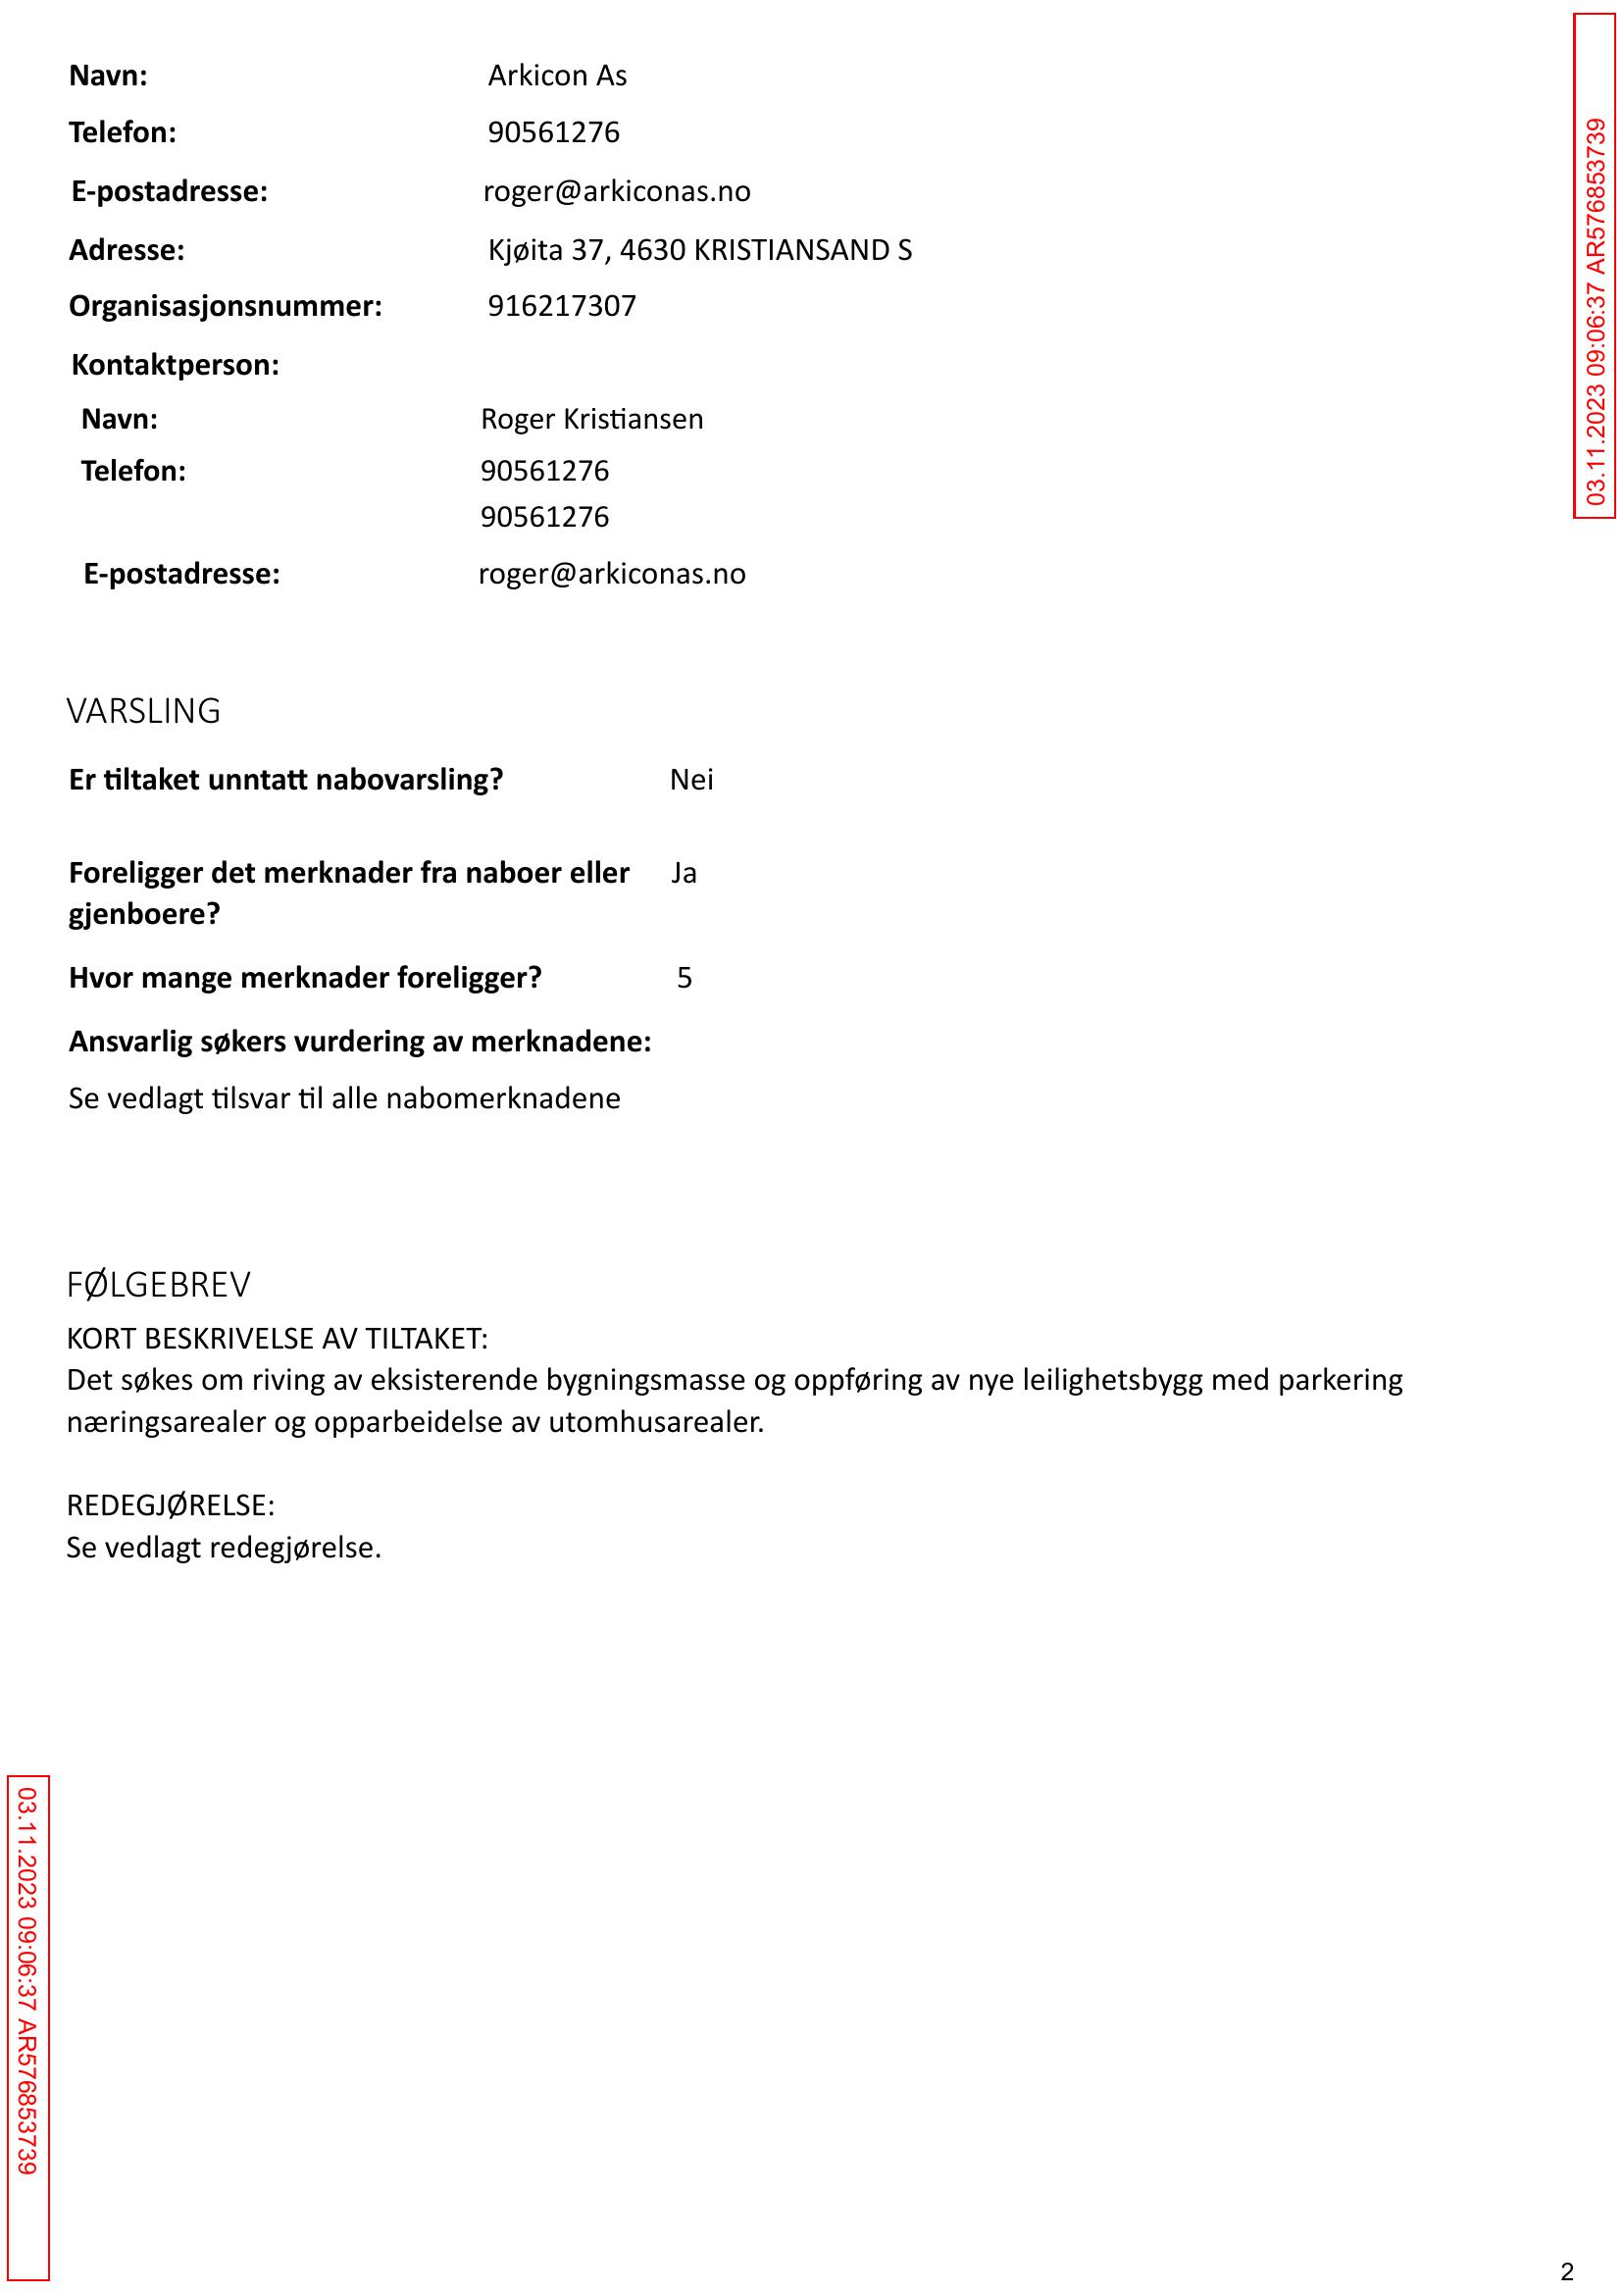 Navn: Arkicon As
Telefon: 90561276
E-postadresse: roger@arkiconas.no
Adresse: Kjøita 37, 4630 KRISTIANSAND S
Organisasjonsnummer: 916217307
Kontaktperson:
Navn: Roger Kristiansen
Telefon: 90561276
90561276
E-postadresse: roger@arkiconas.no
VARSLING
Er tiltaket unntatt nabovarsling? Nei
Foreligger det merknader fra naboer eller Ja
gjenboere?
Hvor mange merknader foreligger? 5
Ansvarlig søkers vurdering av merknadene:
Se vedlagt tilsvar til alle nabomerknadene
FØLGEBREV
KORT BESKRIVELSE AV TILTAKET:
Det søkes om riving av eksisterende bygningsmasse og oppføring av nye leilighetsbygg med parkering
næringsarealer og opparbeidelse av utomhusarealer.
REDEGJØRELSE:
Se vedlagt redegjørelse.
03.11.2023 09:06:37 AR576853739
03.11.2023 09:06:37 AR576853739
2